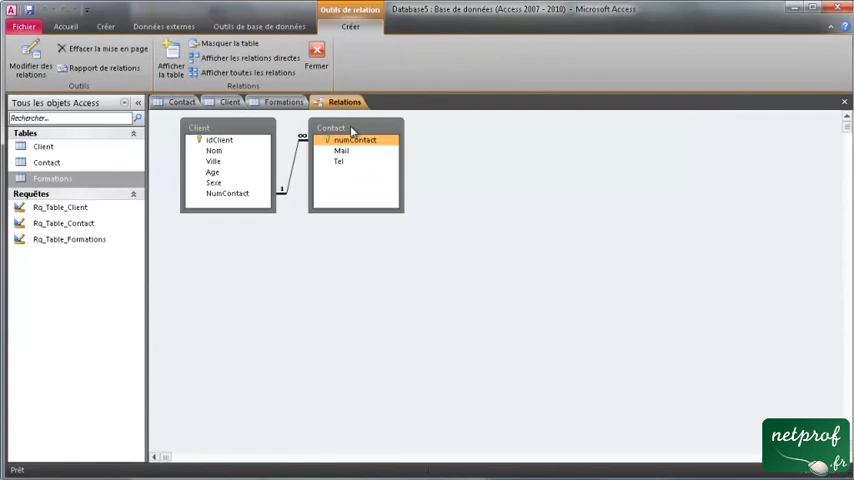 Outils de relation
Database5 : Base de données (Access 2007 - 2010) - Microsoft Access
Fichier
Accueil
Créer
Données externes
Outils de base de données
Créer
Modifier des relations
Effacer la mise en page
Rapport de relations
Outils
Afficher la table
Masquer la table
Afficher les relations directes
Afficher toutes les relations
Relations
Fermer
Tous les objets Access
Rechercher...
Tables
Client
Contact
Formations
Requêtes
Rq_Table_Client
Rq_Table_Contact
Rq_Table_Formations
Contact
Client
Formations
Relations
Client
idClient
Nom
Ville
Age
Sexe
NumContact
1
∞
Contact
numContact
Mail
Tel
Prêt
netprof
.fr